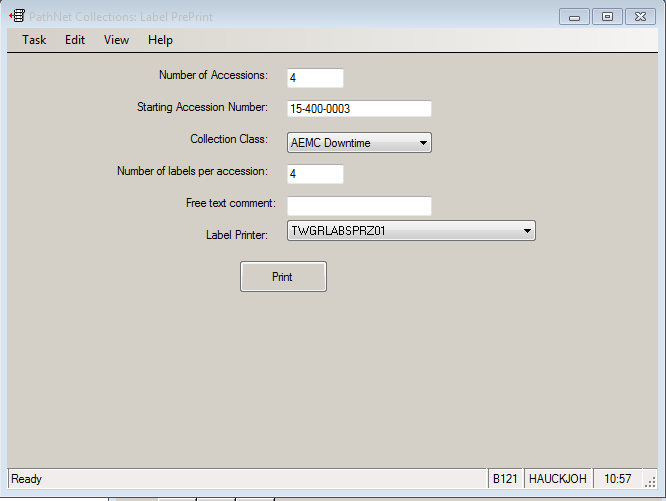 PathNet Collections: Label PrePrint
Task Edit View Help
Number of Accessions: 4
Starting Accession Number: 15-400-0003
Collection Class: AEMC Downtime
Number of labels per accession: 4
Free text comment:
Label Printer: TWGRLABSPRZ01
Print
Ready B121 HAUCKJOH 10:57